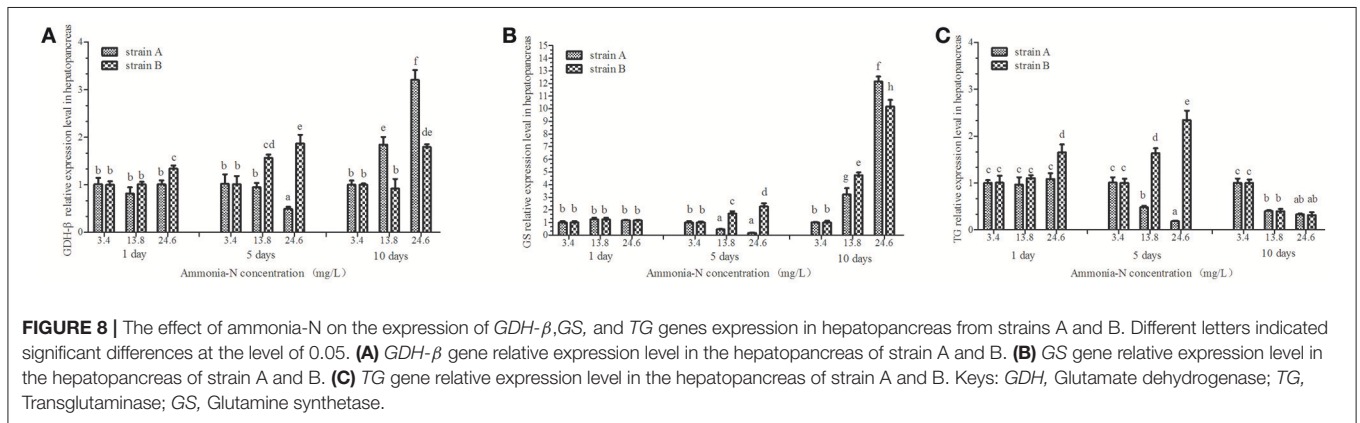 A
GDH-β relative expression leval in hepatopancreas
4
3
2
1
0
strain A
strain B
b b b b b c b b b cd a e b b e b f de
3.4 13.8 24.6 3.4 13.8 24.6 3.4 13.8 24.6
1 day 5 days 10 days
Ammonia-N concentration (mg/L)
B
GS relative expression leval in hepatopancreas
15
14
13
12
11
10
9
8
7
6
5
4
3
2
1
0
strain A
strain B
b b b b b b b b a c a d b b g e f h
3.4 13.8 24.6 3.4 13.8 24.6 3.4 13.8 24.6
1 day 5 days 10 days
Ammonia-N concentration (mg/L)
C
TG relative expression leval in hepatopancreas
4
3
2
1
0
strain A
strain B
c c c c c d c c b d a e c c b b ab ab
3.4 13.8 24.6 3.4 13.8 24.6 3.4 13.8 24.6
1 day 5 days 10 days
Ammonia-N concentration (mg/L)
FIGURE 8 | The effect of ammonia-N on the expression of GDH-β,GS, and TG genes expression in hepatopancreas from strains A and B. Different letters indicated
significant differences at the level of 0.05. (A) GDH-β gene relative expression level in the hepatopancreas of strain A and B. (B) GS gene relative expression level in
the hepatopancreas of strain A and B. (C) TG gene relative expression level in the hepatopancreas of strain A and B. Keys: GDH, Glutamate dehydrogenase; TG,
Transglutaminase; GS, Glutamine synthetase.